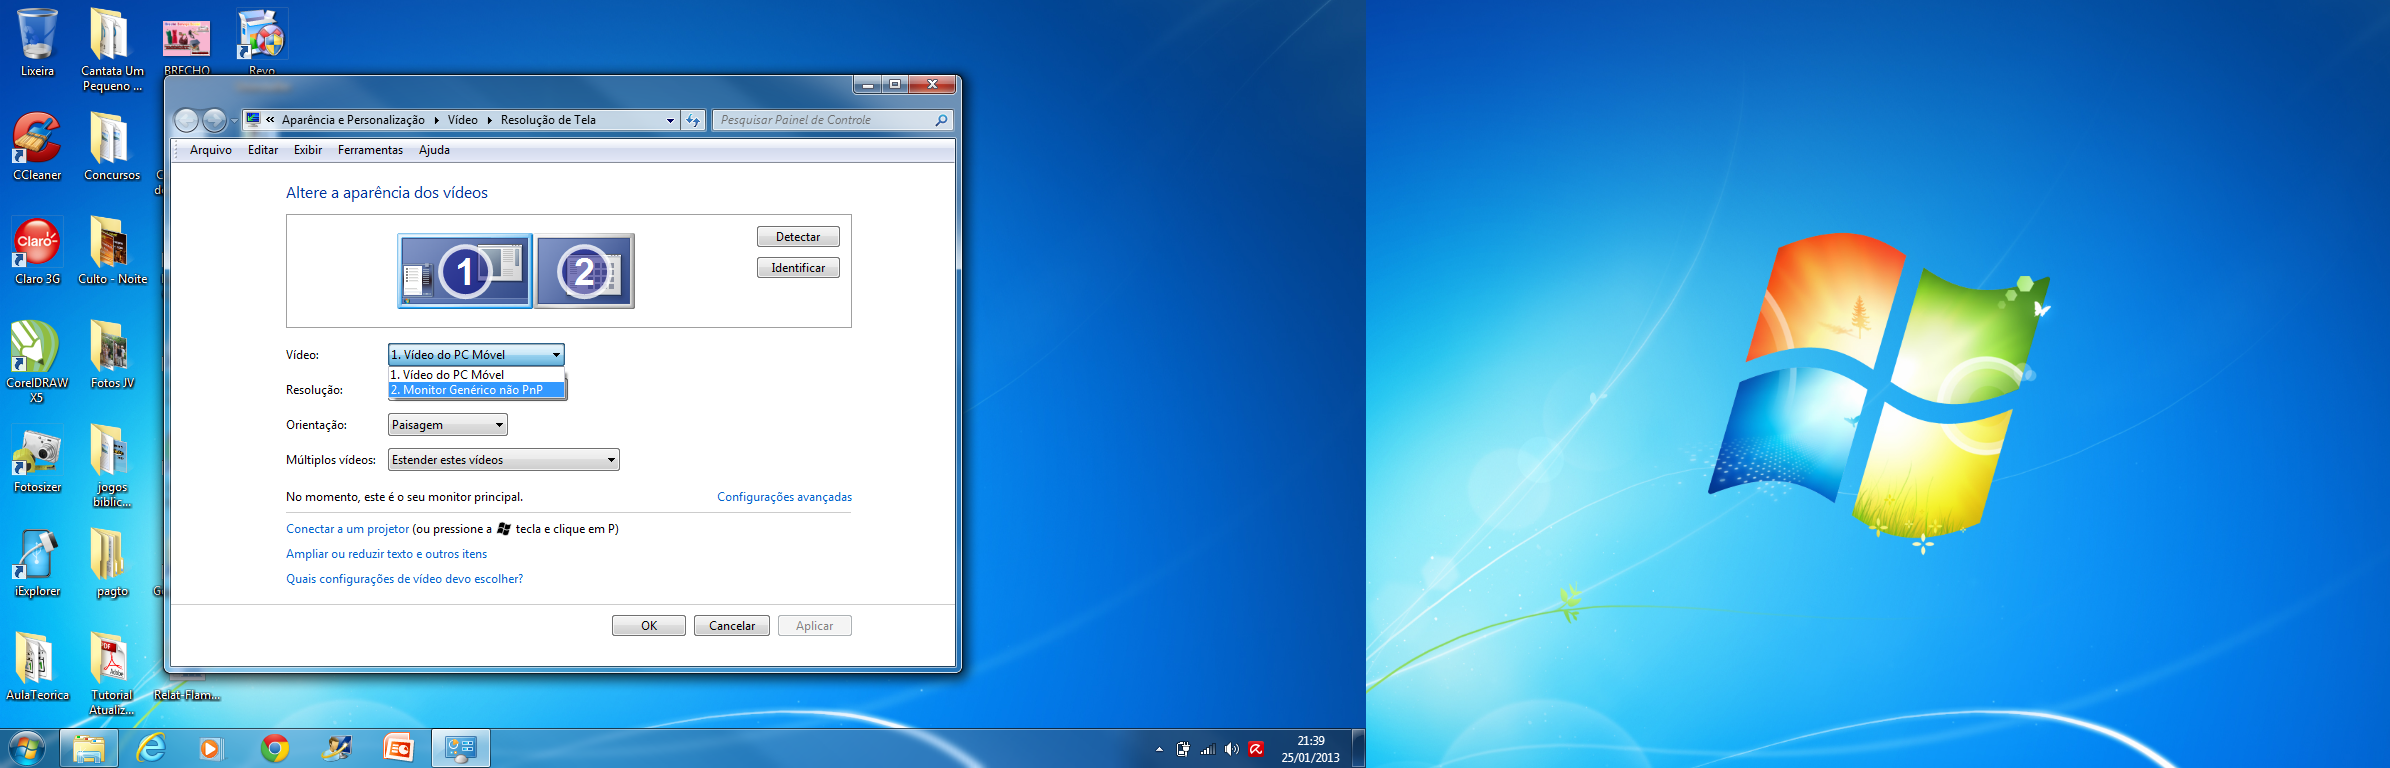 Lixeira
Cantata Um
Pequeno ...
BRECHO
Revo
CCleaner
Concursos
Claro-
Claro 3G
Culto - Noite
CorelDRAW
X5
Fotos JV
Fotosizer
jogos
biblic...
iExplorer
pagto
AulaTeorica
PDF
Adobe
Tutorial
Atualiz...
Relat-Flam...
« Aparência e Personalização
Vídeo
Resolução de Tela
Pesquisar Painel de Controle
Arquivo
Editar
Exibir
Ferramentas
Ajuda
Altere a aparência dos vídeos
1
2
Detectar
Identificar
Vídeo:
1. Vídeo do PC Móvel
1. Vídeo do PC Móvel
2. Monitor Genérico não PnP
Resolução:
Orientação:
Paisagem
Múltiplos vídeos:
Estender estes vídeos
No momento, este é o seu monitor principal.
Configurações avançadas
Conectar a um projetor (ou pressione a tecla e clique em P)
Ampliar ou reduzir texto e outros itens
Quais configurações de vídeo devo escolher?
OK
Cancelar
Aplicar
21:39
25/01/2013